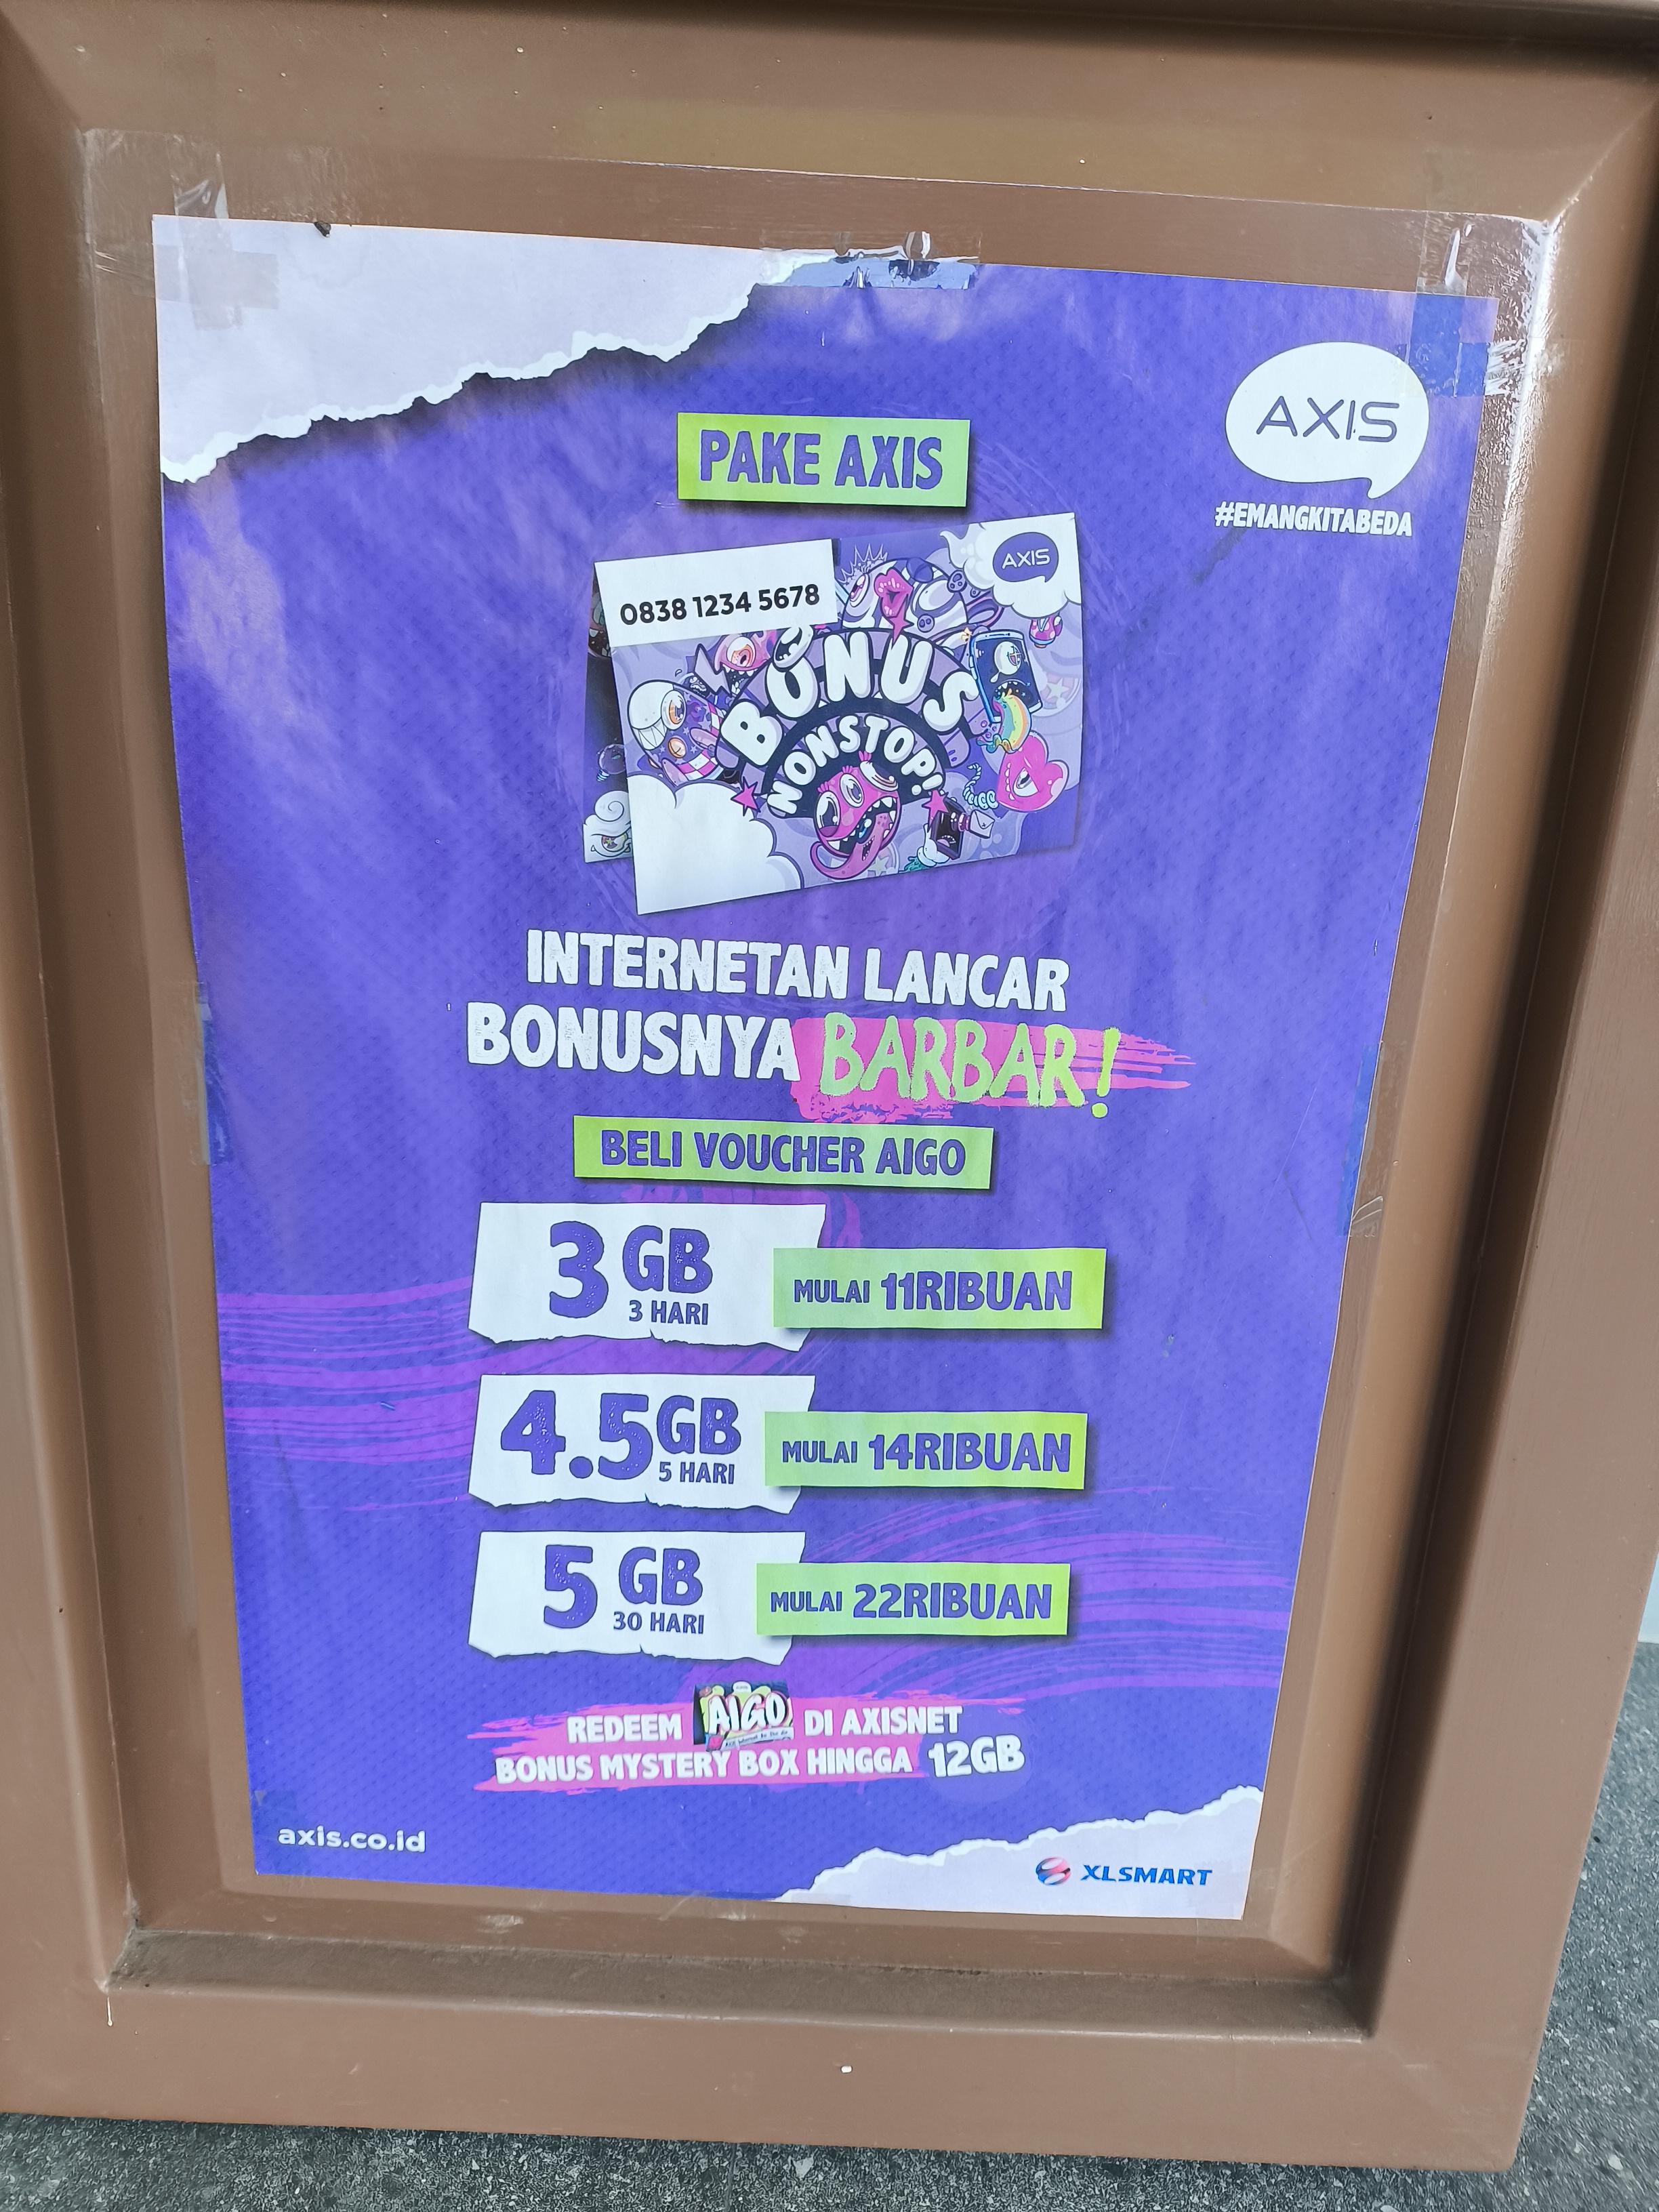 AXIS
#EMANGKITABEDA
PAKE AXIS
0838 1234 5678
AXIS
BONUS
NONSTOP!
INTERNETAN LANCAR
BONUSNYA BARBAR!
BELI VOUCHER AIGO
3 GB
3 HARI
MULAI 11RIBUAN
4.5GB
5 HARI
MULAI 14RIBUAN
5 GB
30 HARI
MULAI 22RIBUAN
REDEEM AIGO DI AXISNET
BONUS MYSTERY BOX HINGGA 12GB
axis.co.id
XLSMART